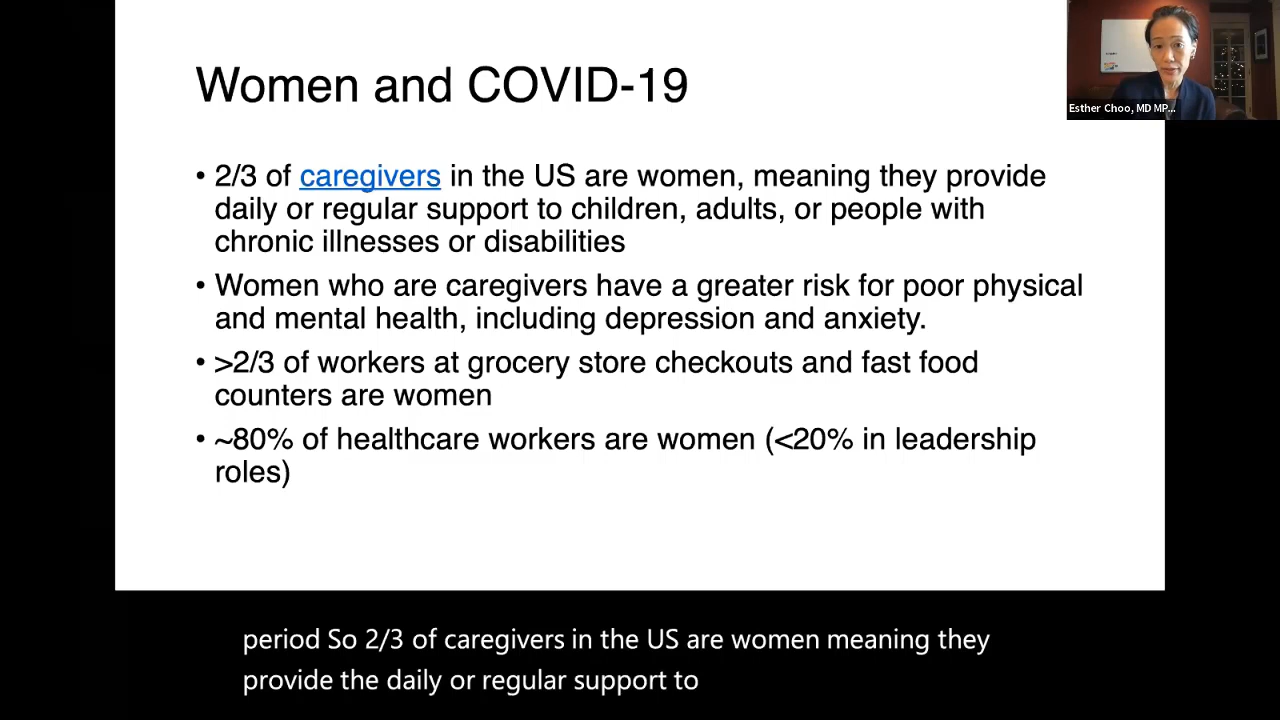 Women and COVID-19
Esther Choo, MD MP...
• 2/3 of caregivers in the US are women, meaning they provide
daily or regular support to children, adults, or people with
chronic illnesses or disabilities
• Women who are caregivers have a greater risk for poor physical
and mental health, including depression and anxiety.
• >2/3 of workers at grocery store checkouts and fast food
counters are women
• ~80% of healthcare workers are women (<20% in leadership
roles)
period So 2/3 of caregivers in the US are women meaning they
provide the daily or regular support to